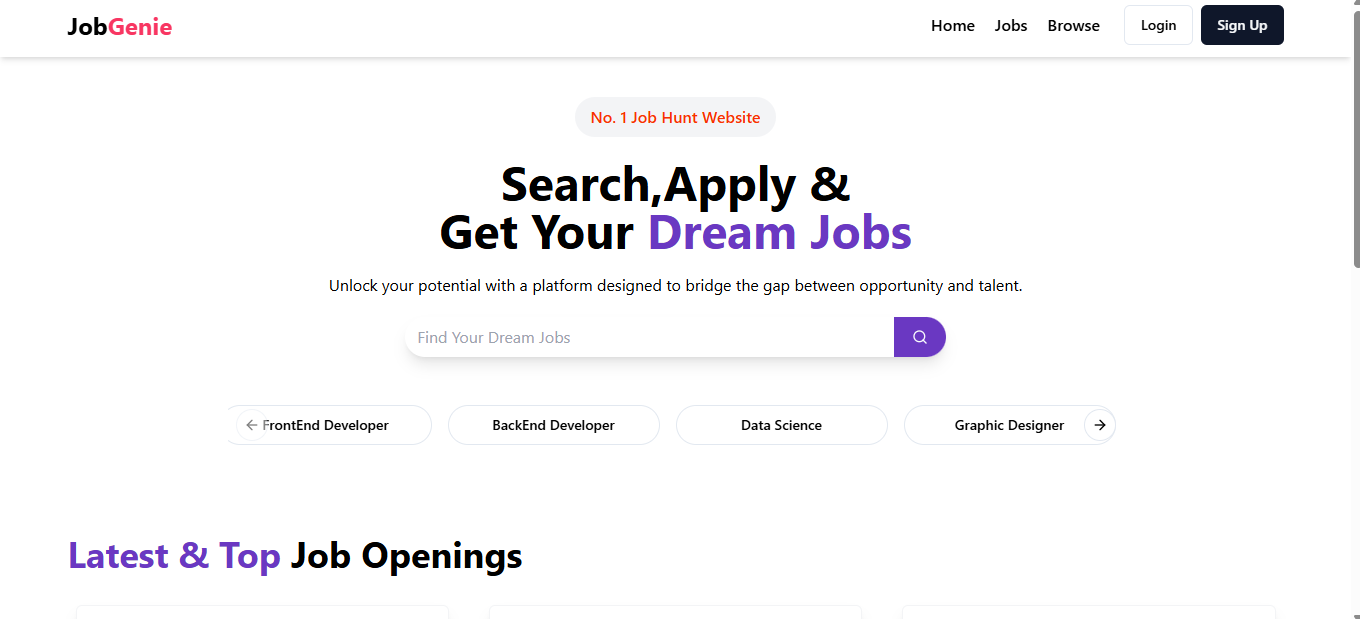 JobGenie
Home Jobs Browse Login Sign Up
No. 1 Job Hunt Website
Search,Apply &
Get Your Dream Jobs
Unlock your potential with a platform designed to bridge the gap between opportunity and talent.
Find Your Dream Jobs
FrontEnd Developer BackEnd Developer Data Science Graphic Designer
Latest & Top Job Openings